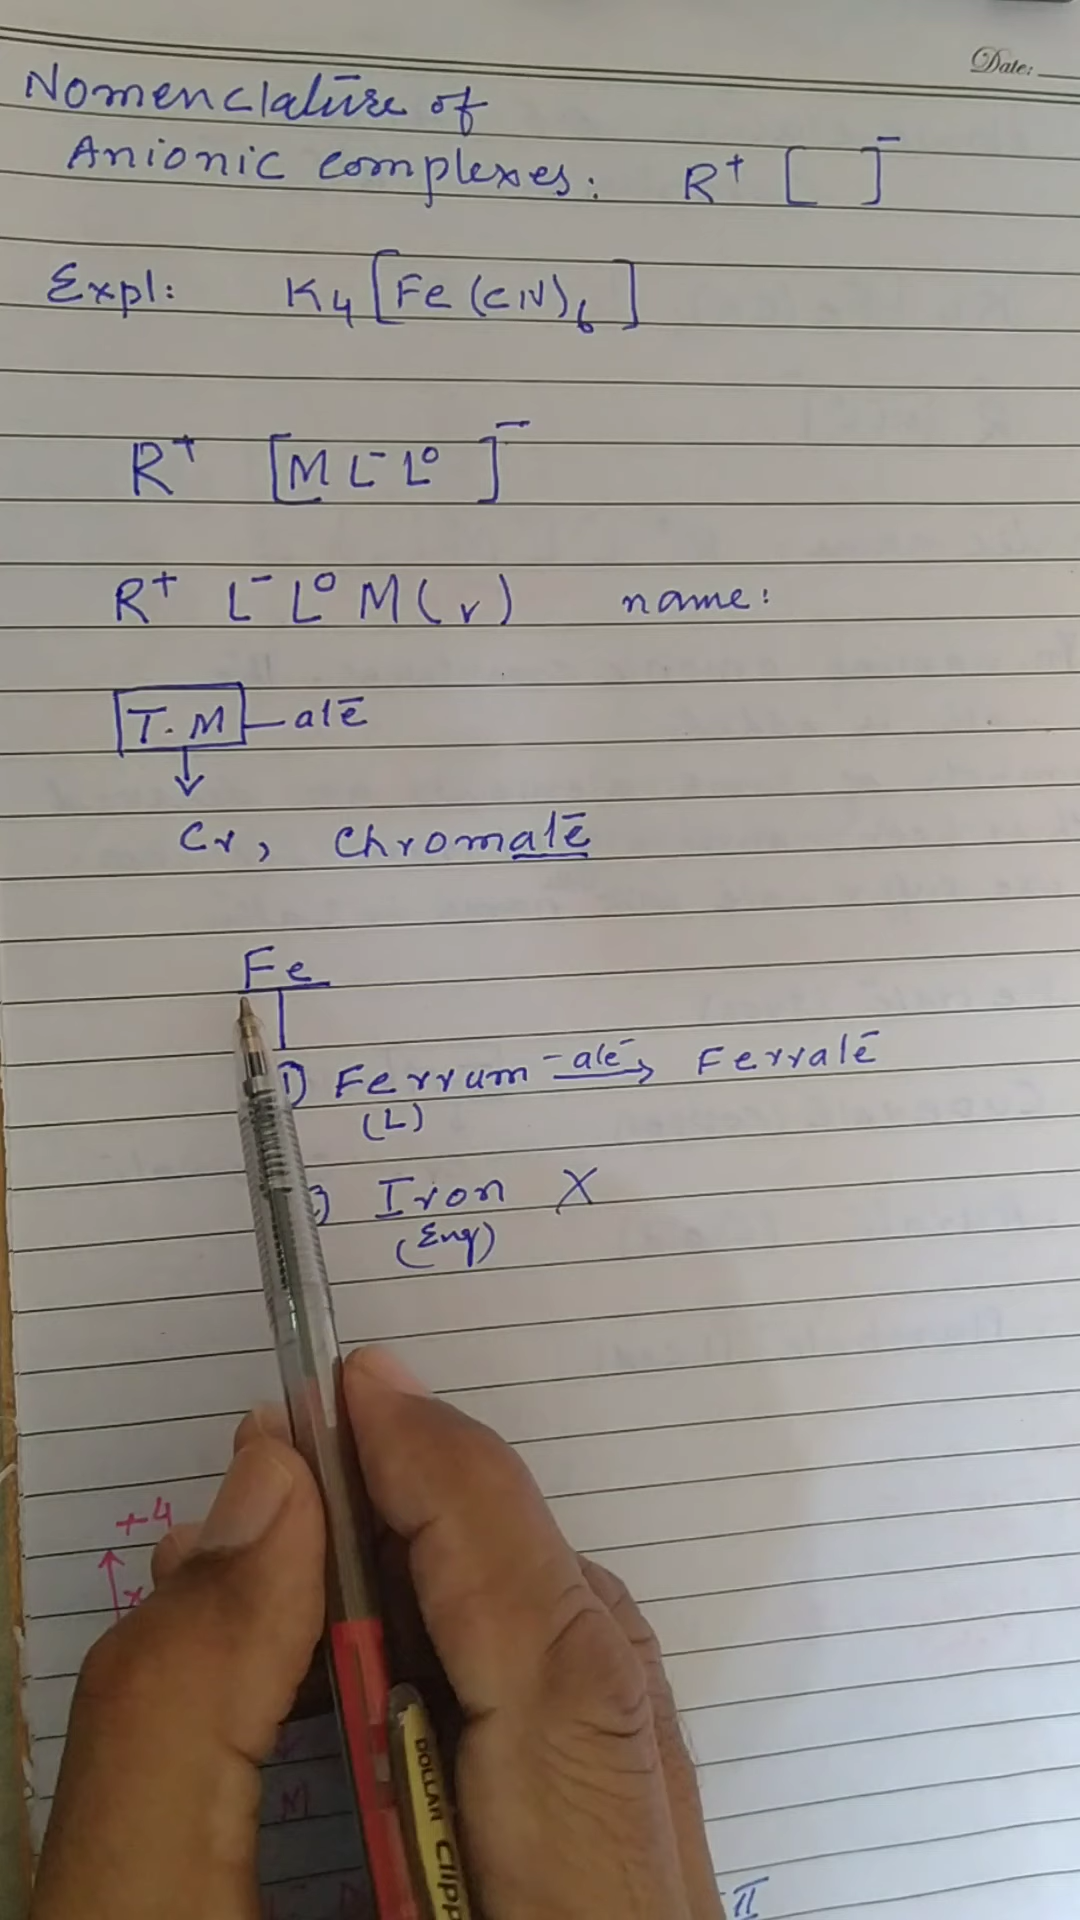 Date:
Nomenclature of
Anionic complexes: R⁺ [ ]⁻
Expl: K₄[Fe(CN)₆]
R⁺ [M L⁻ L⁰]⁻
R⁺ L⁻ L⁰ M(v) name:
T.M —ate
Cr, Chromate
Fe
1) Ferrum -ate→ Ferrate
(L)
) Iron X
(Eng)
+4
x
M
II
DOLLAR Clipp